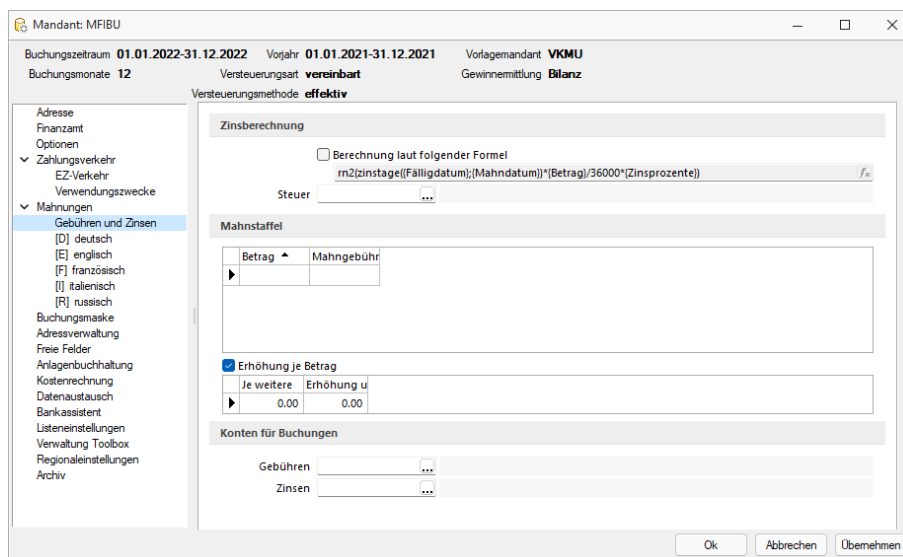 Mandant: MFIBU
Buchungszeitraum 01.01.2022-31.12.2022 Vorjahr 01.01.2021-31.12.2021 Vorlagemandant VKMU
Buchungsmonate 12 Versteuerungsart vereinbart Gewinnermittlung Bilanz
Versteuerungsmethode effektiv
Adresse
Finanzamt
Optionen
Zahlungsverkehr
EZ-Verkehr
Verwendungszwecke
Mahnungen
Gebühren und Zinsen
[D] deutsch
[E] englisch
[F] französisch
[I] italienisch
[R] russisch
Buchungsmaske
Adressverwaltung
Freie Felder
Anlagenbuchhaltung
Kostenrechnung
Datenaustausch
Bankassistent
Listeneinstellungen
Verwaltung Toolbox
Regionaleinstellungen
Archiv
Zinsberechnung
Berechnung laut folgender Formel
rn2(zinstage({Fälligdatum};{Mahndatum})*{Betrag}/36000*{Zinsprozente}) fx
Steuer ...
Mahnstaffel
Betrag Mahngebühr
Erhöhung je Betrag
Je weitere Erhöhung u
0.00 0.00
Konten für Buchungen
Gebühren ...
Zinsen ...
Ok Abbrechen Übernehmen